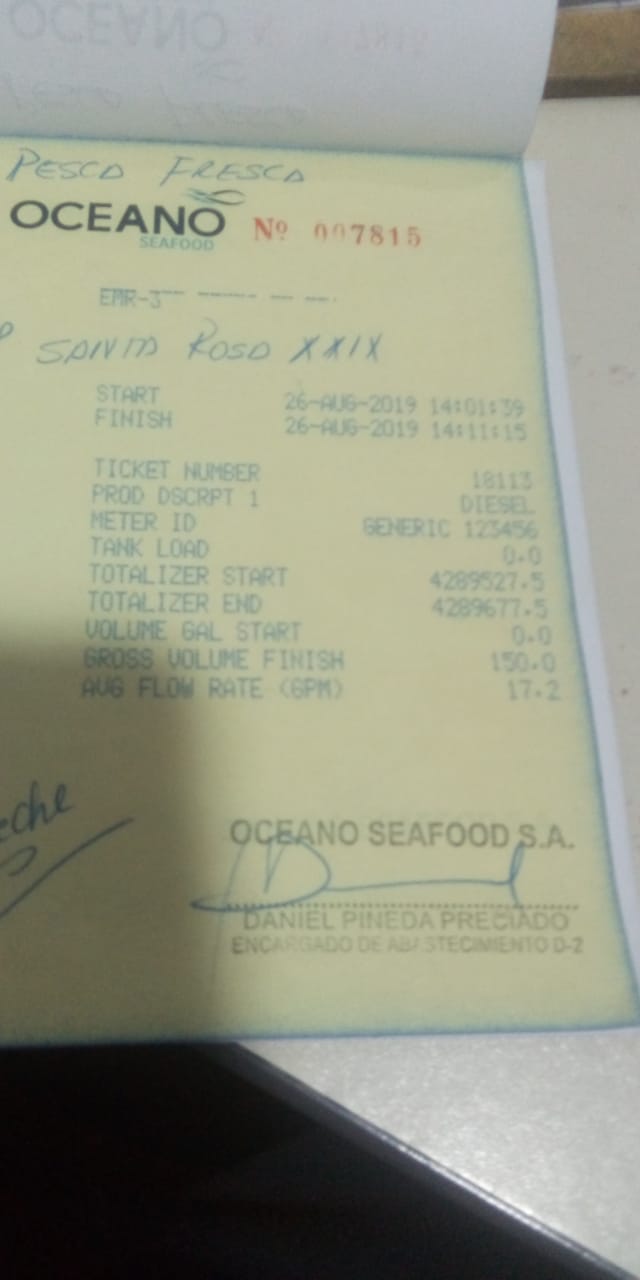 PESCA FRESCA
OCEANO
SEAFOOD
Nº 007815
EMR-3
SANTA ROSA XXIX
START 26-AUG-2019 14:01:39
FINISH 26-AUG-2019 14:11:15
TICKET NUMBER 18113
PROD DSCRPT 1 DIESEL
METER ID GENERIC 123456
TANK LOAD 0.0
TOTALIZER START 4289527.5
TOTALIZER END 4289677.5
VOLUME GAL START 0.0
GROSS VOLUME FINISH 150.0
AVG FLOW RATE (GPM) 17.2
eche
OCEANO SEAFOOD S.A.
DANIEL PINEDA PRECIADO
ENCARGADO DE ABASTECIMIENTO D-2